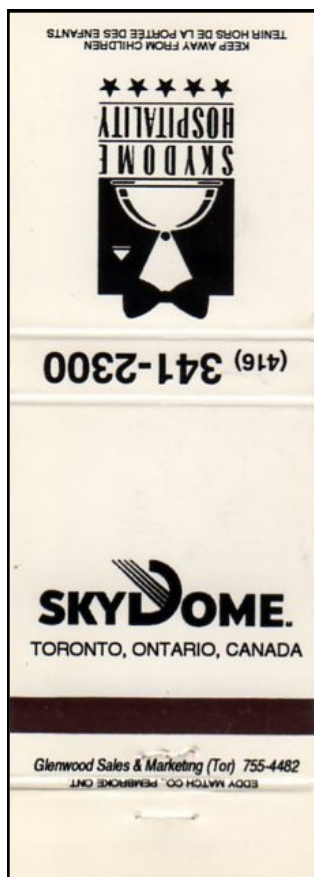 KEEP AWAY FROM CHILDREN
TENIR HORS DE LA PORTÉE DES ENFANTS
SKYDOME
HOSPITALITY
(416) 341-2300
SKYDOME.
TORONTO, ONTARIO, CANADA
Glenwood Sales & Marketing (Tor) 755-4482
EDDY MATCH CO., PEMBROKE ONT.